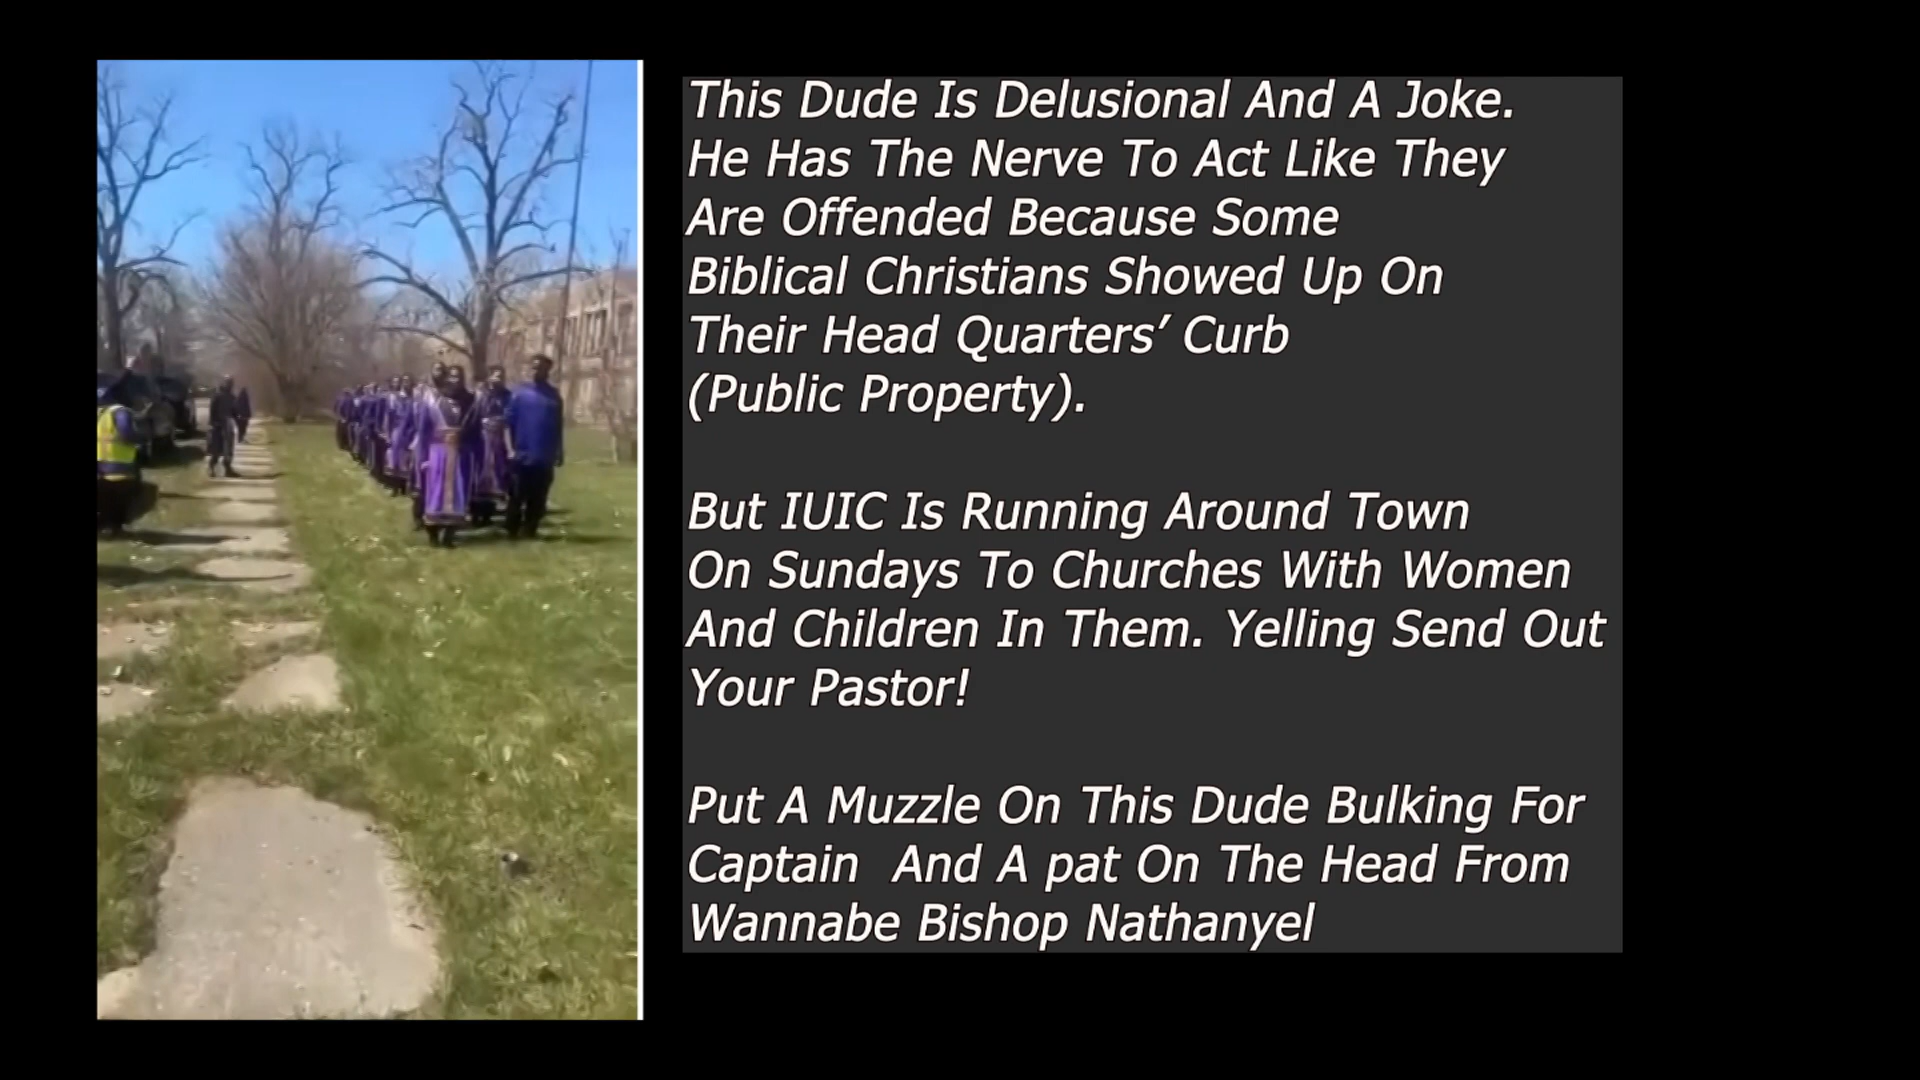 This Dude Is Delusional And A Joke.
He Has The Nerve To Act Like They
Are Offended Because Some
Biblical Christians Showed Up On
Their Head Quarters’ Curb
(Public Property).
But IUIC Is Running Around Town
On Sundays To Churches With Women
And Children In Them. Yelling Send Out
Your Pastor!
Put A Muzzle On This Dude Bulking For
Captain  And A pat On The Head From
Wannabe Bishop Nathanyel